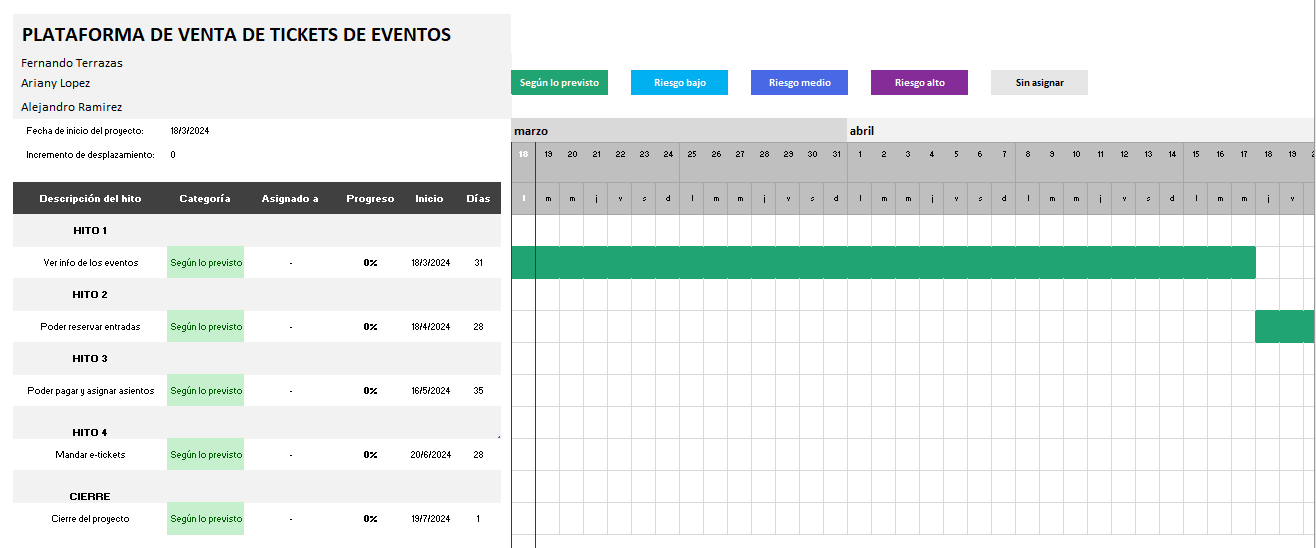 PLATAFORMA DE VENTA DE TICKETS DE EVENTOS
Fernando Terrazas
Ariany Lopez
Alejandro Ramirez
Según lo previsto Riesgo bajo Riesgo medio Riesgo alto Sin asignar
Fecha de inicio del proyecto: 18/3/2024
marzo abril
Incremento de desplazamiento: 0
18 19 20 21 22 23 24 25 26 27 28 29 30 31 1 2 3 4 5 6 7 8 9 10 11 12 13 14 15 16 17 18 19
Descripción del hito Categoría Asignado a Progreso Inicio Días
l m m j v s d l m m j v s d l m m j v s d l m m j v s d l m m j v
HITO 1
Ver info de los eventos Según lo previsto - 0% 18/3/2024 31
HITO 2
Poder reservar entradas Según lo previsto - 0% 18/4/2024 28
HITO 3
Poder pagar y asignar asientos Según lo previsto - 0% 16/5/2024 35
HITO 4
Mandar e-tickets Según lo previsto - 0% 20/6/2024 28
CIERRE
Cierre del proyecto Según lo previsto - 0% 19/7/2024 1